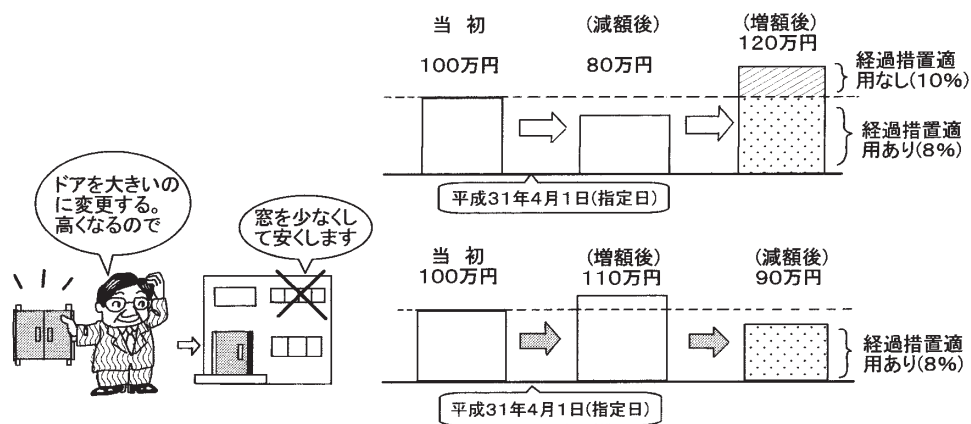 当 初
(減額後)
(増額後)
100万円
80万円
120万円
経過措置適
用なし(10%)
経過措置適
用あり(8%)
平成31年4月1日(指定日)
ドアを大きいの
に変更する。
高くなるので
窓を少なくし
て安くします
当 初
(増額後)
(減額後)
100万円
110万円
90万円
経過措置適
用あり(8%)
平成31年4月1日(指定日)